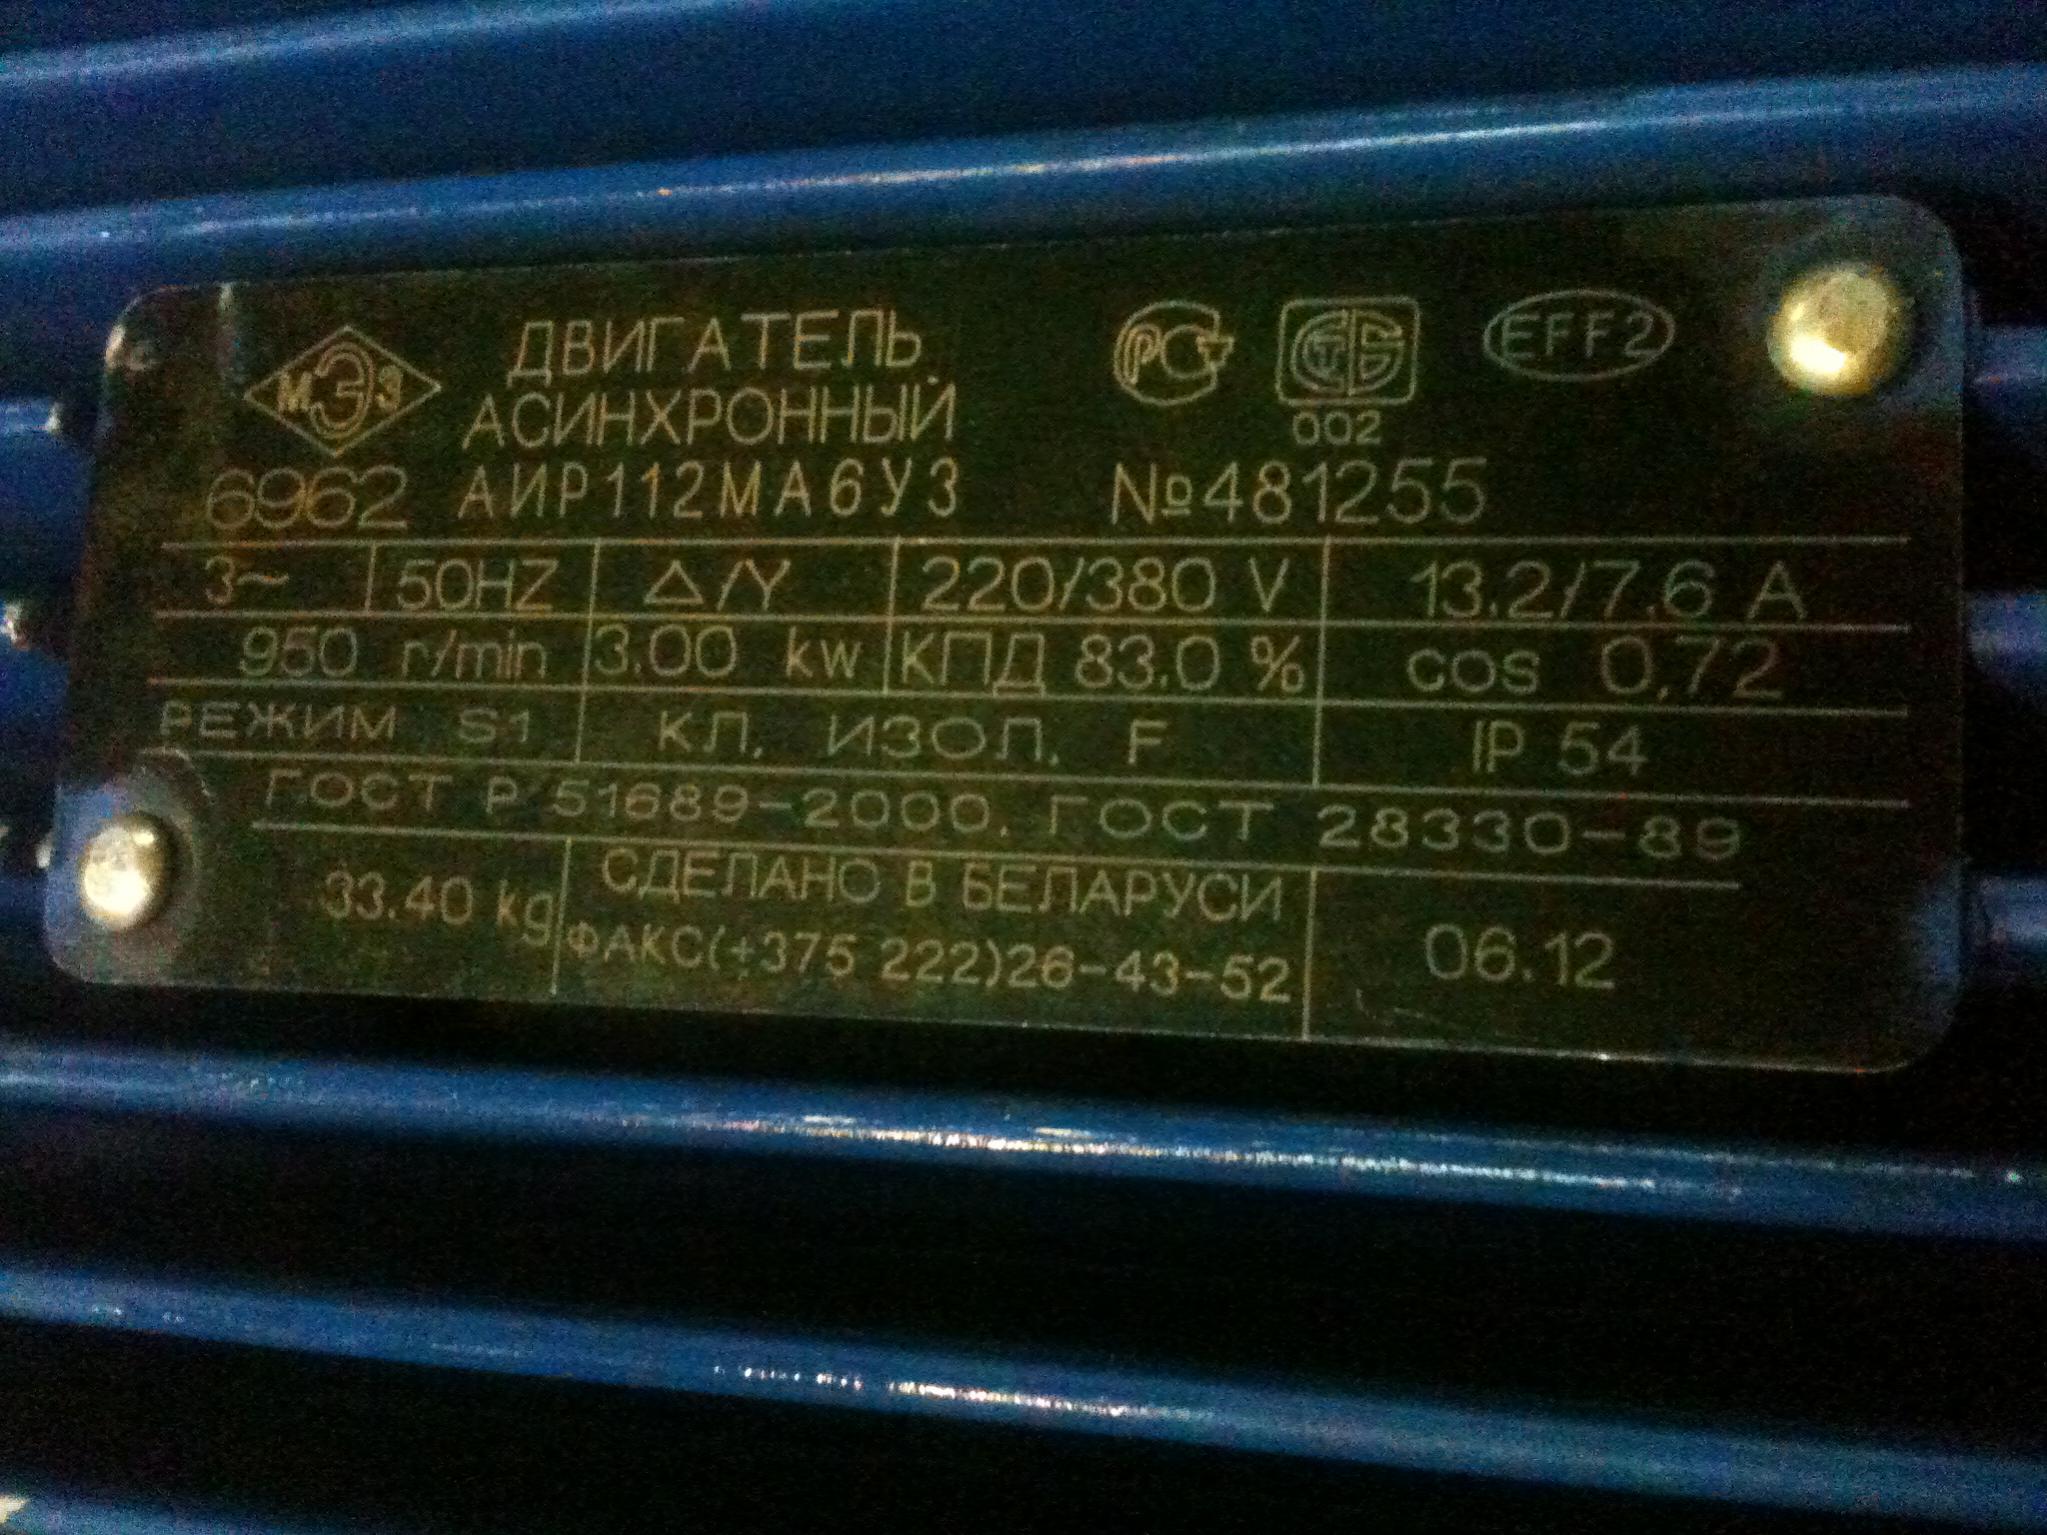 МЭЗ
ДВИГАТЕЛЬ
АСИНХРОННЫЙ
РСТ СТБ EFF2
002
6962 АИР112МА6У3 №481255
3~ 50HZ △/Y 220/380 V 13.2/7.6 A
950 r/min 3.00 kw КПД 83.0 % cos 0,72
РЕЖИМ S1 КЛ. ИЗОЛ. F IP 54
ГОСТ Р 51689-2000, ГОСТ 28330-89
33.40 kg СДЕЛАНО В БЕЛАРУСИ
ФАКС(+375 222)26-43-52 06.12